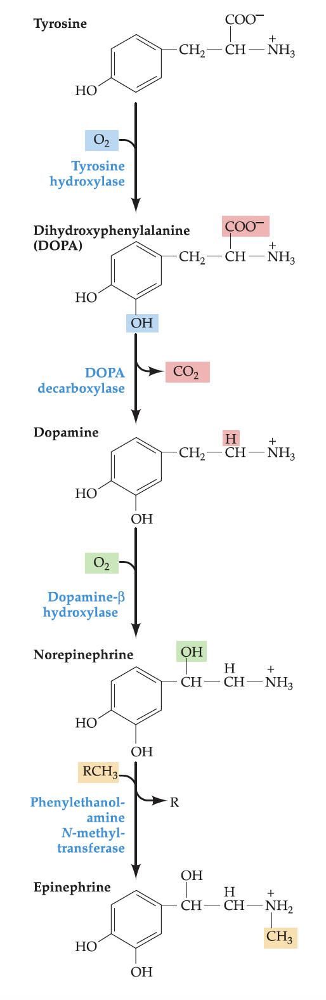 Tyrosine
COO−
CH2—CH—NH3
+
HO
O2
Tyrosine
hydroxylase
Dihydroxyphenylalanine
(DOPA)
COO−
CH2—CH—NH3
+
HO
OH
DOPA
decarboxylase
CO2
Dopamine
H
CH2—CH—NH3
+
HO
OH
O2
Dopamine-β
hydroxylase
Norepinephrine
OH
H
CH—CH—NH3
+
HO
OH
RCH3
R
Phenylethanol-
amine
N-methyl-
transferase
Epinephrine
OH
H
CH—CH—NH2
+
CH3
HO
OH